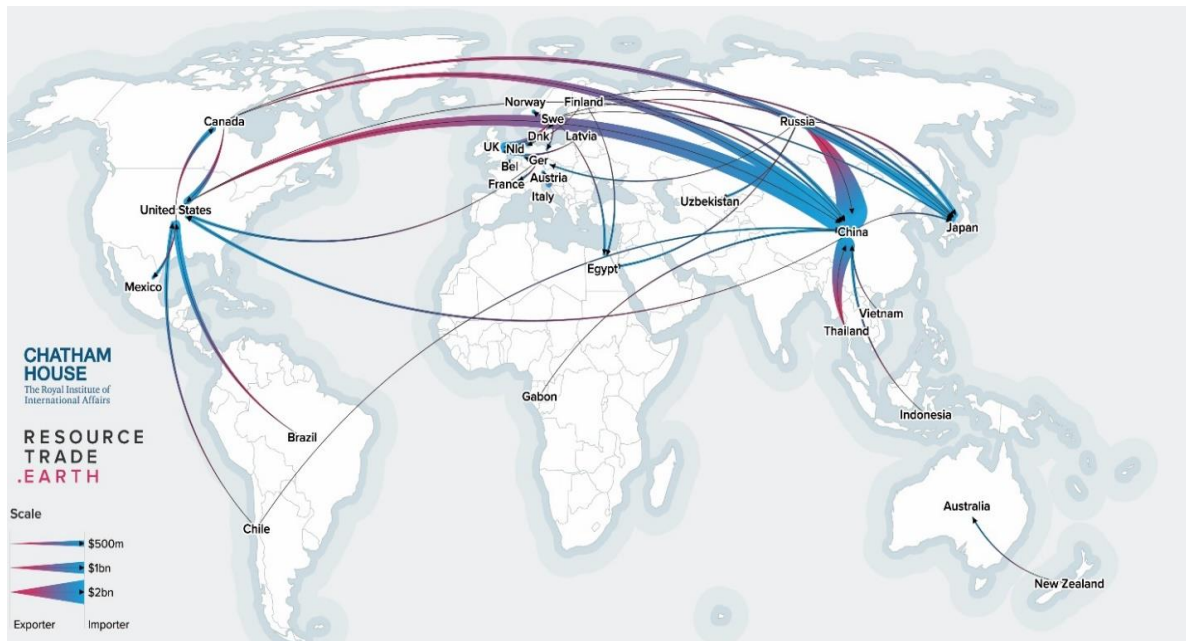 Norway
Finland
Canada
Swe
Russia
Dnk
Latvia
UK
Nld
Ger
Bel
Austria
France
Italy
Uzbekistan
United States
China
Japan
Egypt
Mexico
Vietnam
Thailand
CHATHAM
HOUSE
The Royal Institute of
International Affairs
Gabon
Indonesia
RESOURCE
TRADE
.EARTH
Brazil
Scale
Chile
Australia
$500m
$1bn
$2bn
New Zealand
Exporter
Importer